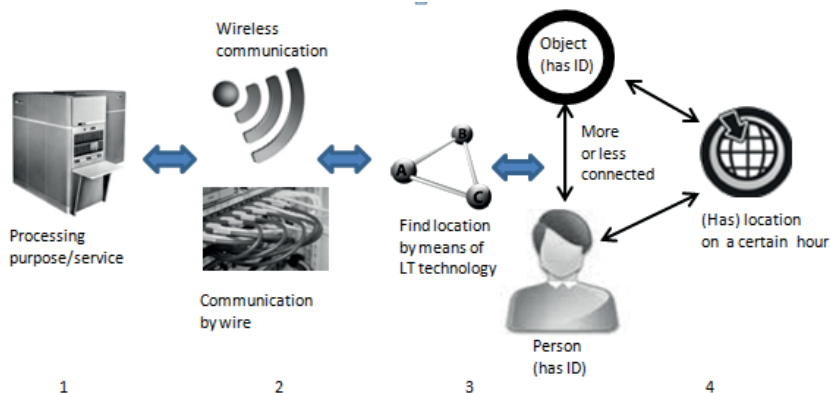 Processing
purpose/service
Wireless
communication
Communication
by wire
A
B
C
Find location
by means of
LT technology
Object
(has ID)
More
or less
connected
Person
(has ID)
(Has) location
on a certain hour
1
2
3
4